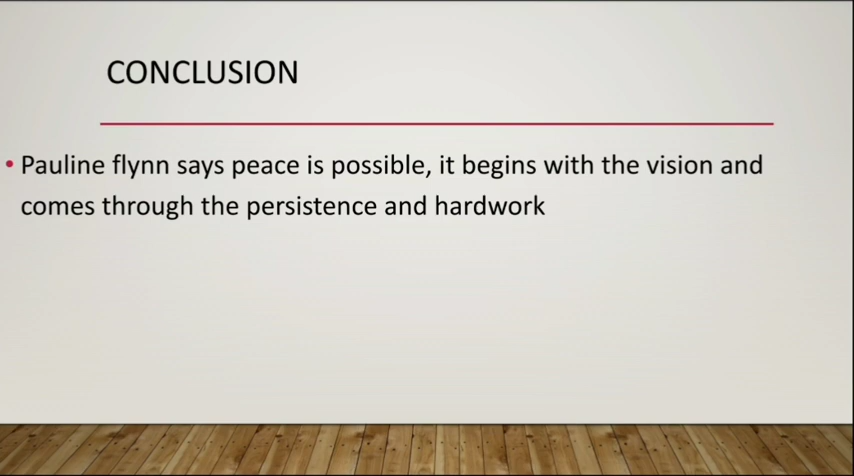 CONCLUSION
• Pauline flynn says peace is possible, it begins with the vision and
comes through the persistence and hardwork